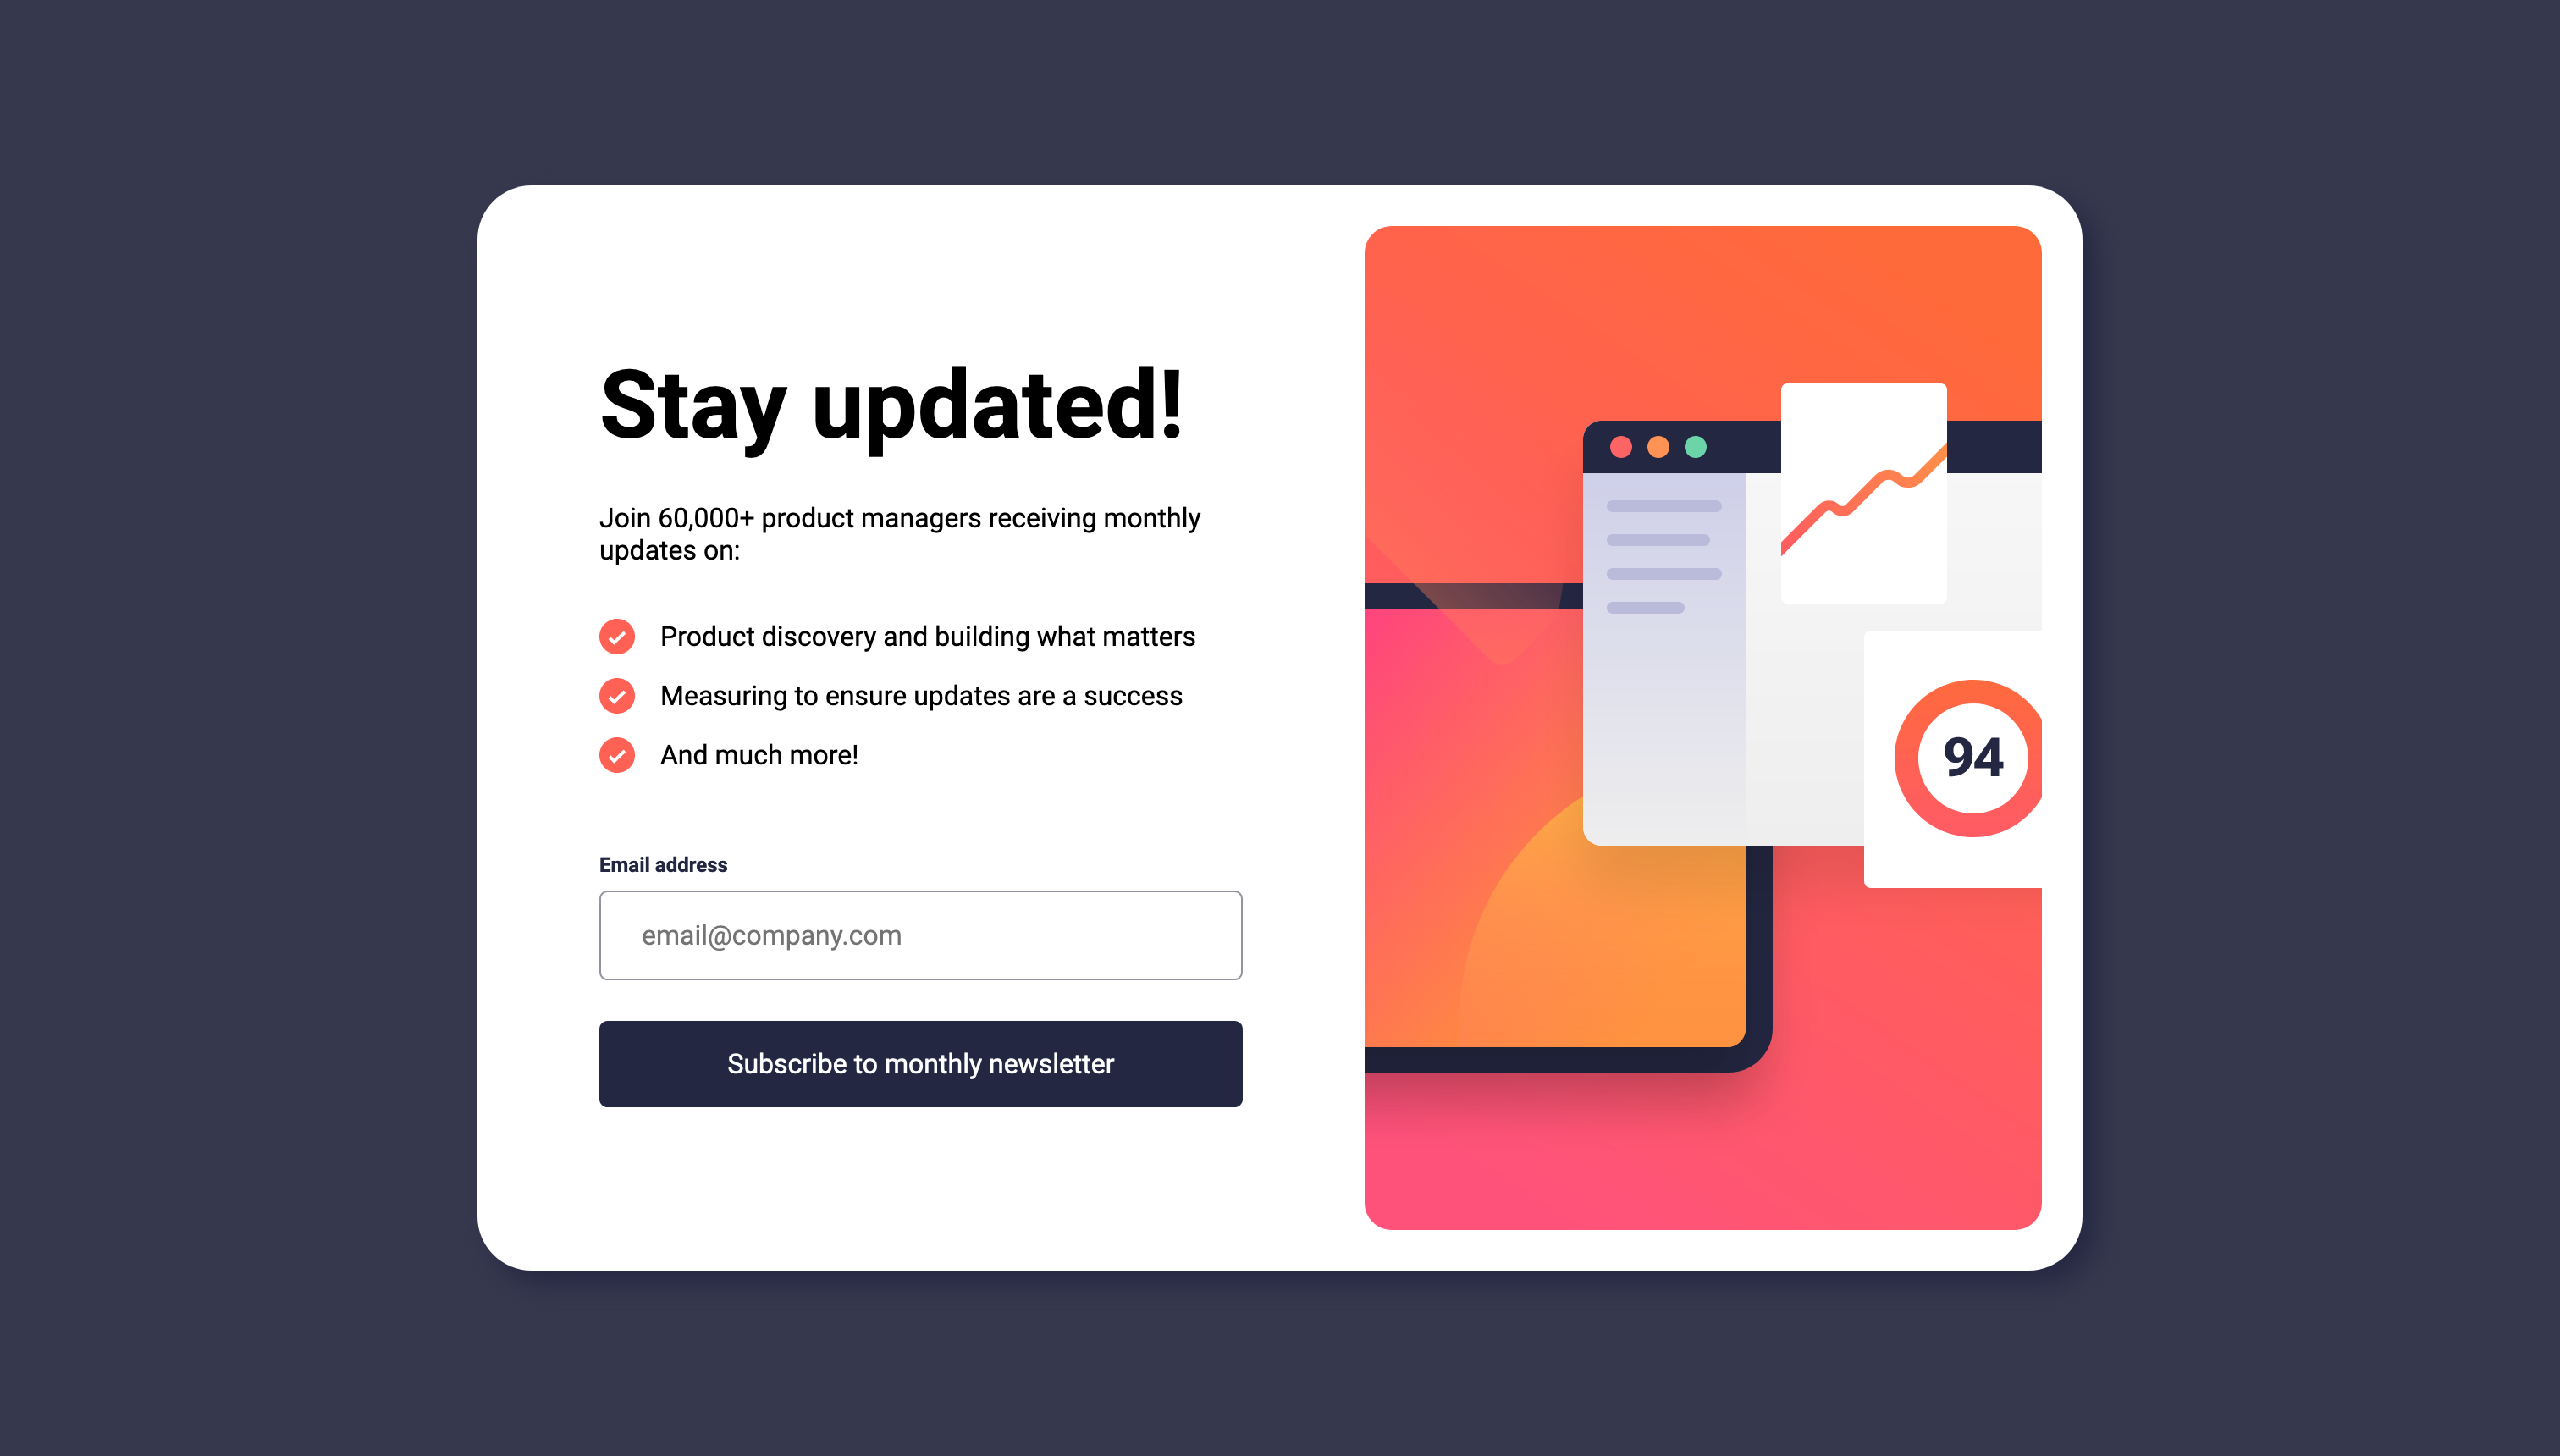 Stay updated!
Join 60,000+ product managers receiving monthly
updates on:
Product discovery and building what matters
Measuring to ensure updates are a success
And much more!
Email address
email@company.com
Subscribe to monthly newsletter
94